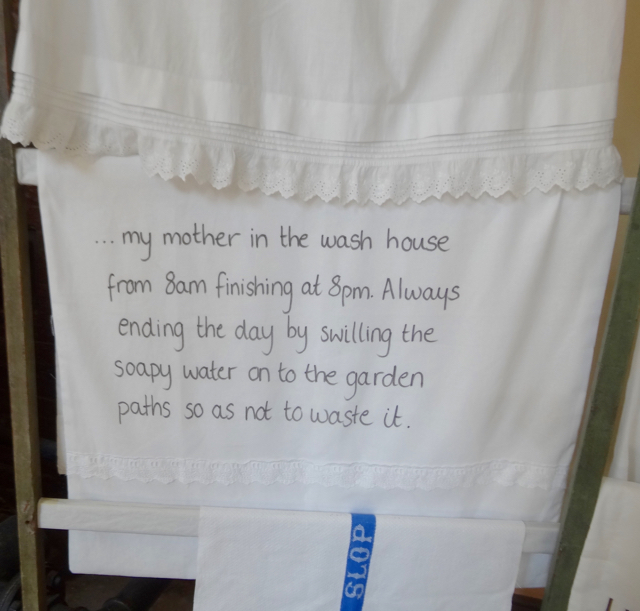 ... my mother in the wash house
from 8am finishing at 8pm. Always
ending the day by swilling the
soapy water on to the garden
paths so as not to waste it.
SLOP